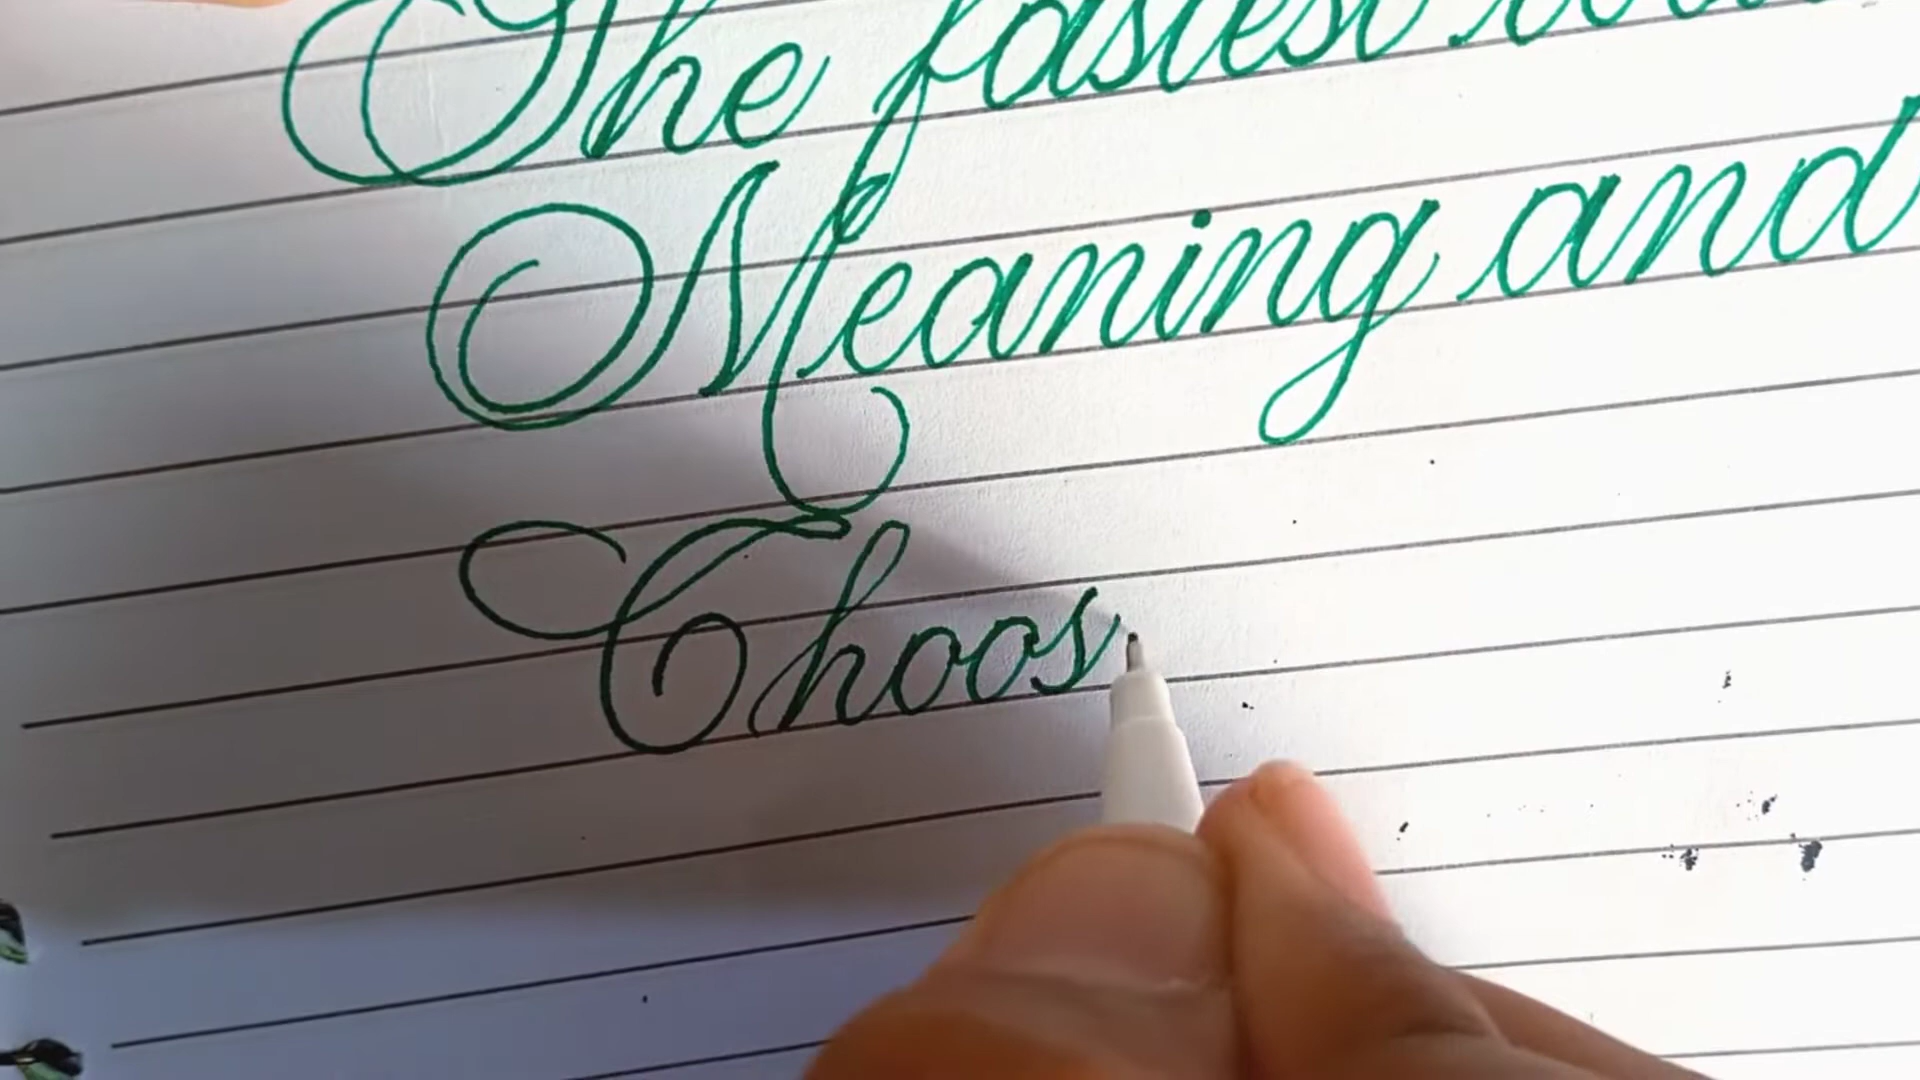 The fastest
Meaning and
Choos